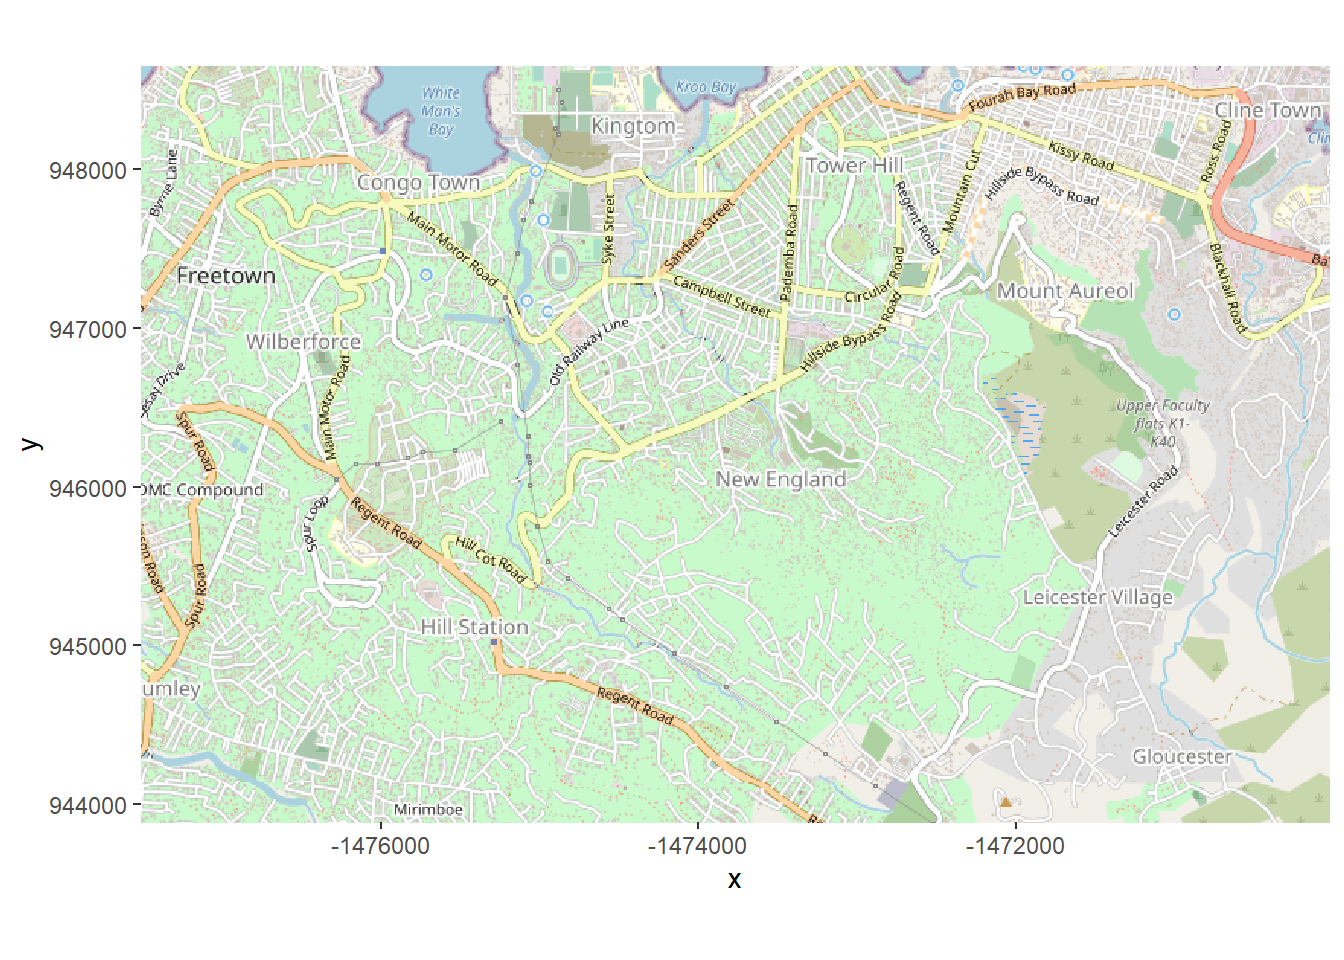 White
Man's
Bay
Kroo Bay
Fourah Bay Road
Cline Town
Kingtom
Kissy Road
Ross Road
948000
Byrne Lane
Congo Town
Tower Hill
Mountain Cut
Hillside Bypass Road
Regent Road
Syke Street
Sanders Street
Main Motor Road
Pademba Road
Freetown
Campbell Street
Circular Road
Mount Aureol
Blackhall Road
Ba
947000
Wilberforce
Old Railway Line
Hillside Bypass Road
esay Drive
Main Motor Road
Upper Faculty
flats K1-
K40
y
Spur Road
946000
OMC Compound
New England
Leicester Road
Spur Loop
Regent Road
Hill Cot Road
son Road
Spur Road
Leicester Village
945000
Hill Station
umley
Regent Road
Gloucester
944000
Mirimboe
-1476000
-1474000
-1472000
x